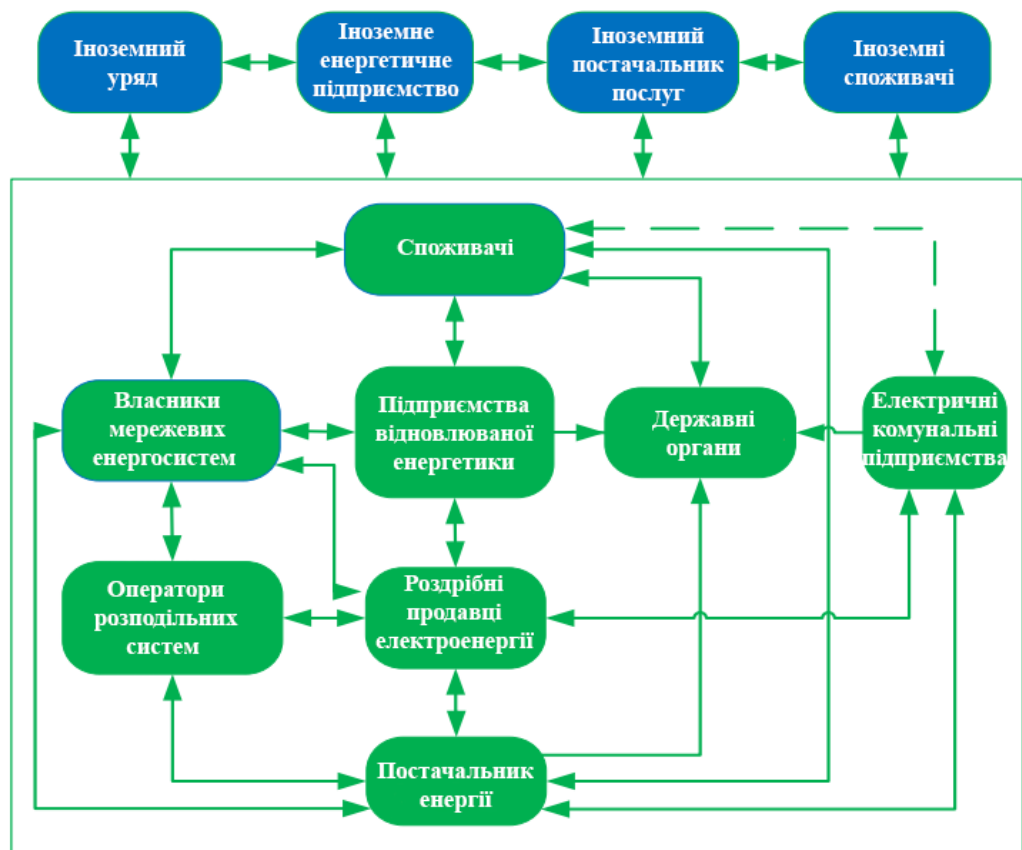 Іноземний
уряд
Іноземне
енергетичне
підприємство
Іноземний
постачальник
послуг
Іноземні
споживачі
Споживачі
Власники
мережевих
енергосистем
Підприємства
відновлюваної
енергетики
Державні
органи
Електричні
комунальні
підприємства
Оператори
розподільних
систем
Роздрібні
продавці
електроенергії
Постачальник
енергії